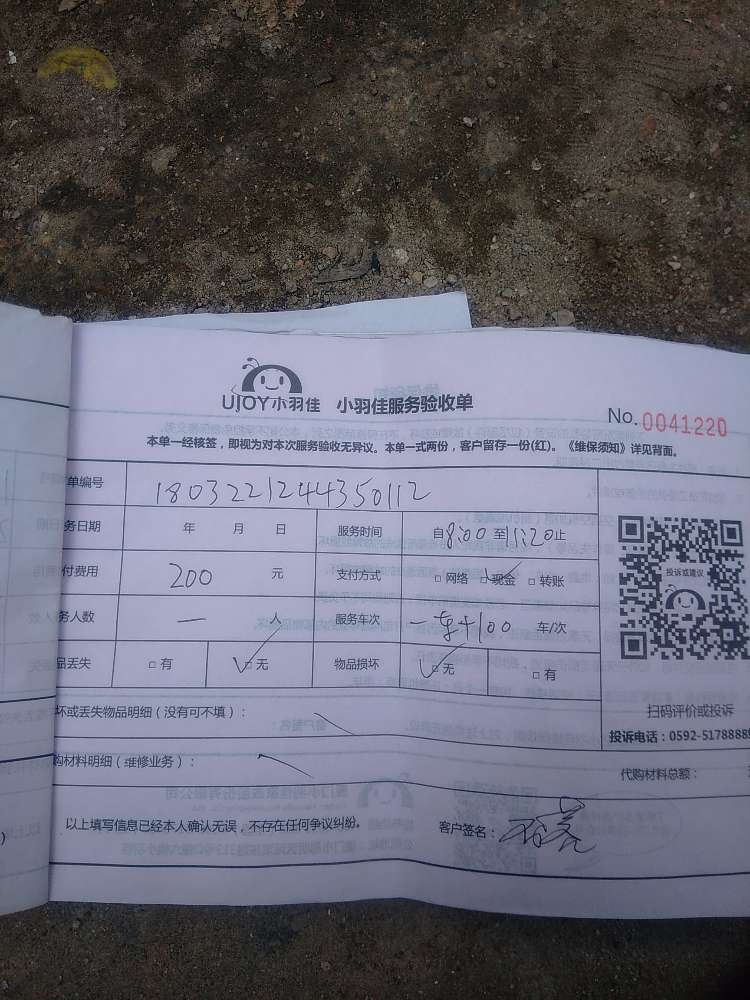 UJOY小羽佳 小羽佳服务验收单
No.0041220
本单一经核签，即视为对本次服务验收无异议。本单一式两份，客户留存一份(红)。《维保须知》详见背面。
单编号 1803221244350112
务日期 年 月 日 服务时间 自8:00至11:20止
付费用 200 元 支付方式 □网络 □现金 □转账
务人数 一 人 服务车次 一车+100 车/次
品丢失 □有 □无 物品损坏 □无 □有
投诉或建议
扫码评价或投诉
投诉电话：0592-5178888
坏或丢失物品明细（没有可不填）：
购材料明细（维修业务）：
代购材料总额：
以上填写信息已经本人确认无误，不存在任何争议纠纷。 客户签名：